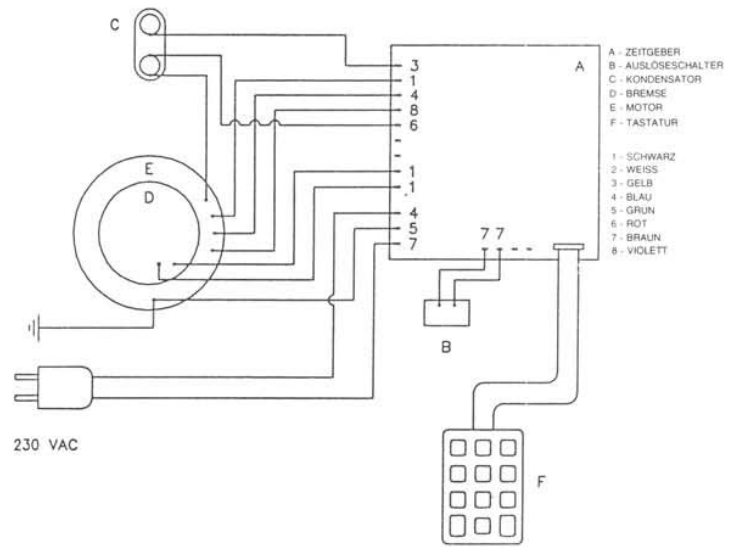 C
3
1
4
8
6
-
-
1
1
4
5
7
A
7 7 - -
A - ZEITGEBER
B - AUSLÖSESCHALTER
C - KONDENSATOR
D - BREMSE
E - MOTOR
F - TASTATUR
1 - SCHWARZ
2 - WEISS
3 - GELB
4 - BLAU
5 - GRUN
6 - ROT
7 - BRAUN
8 - VIOLETT
E
D
B
230 VAC
F